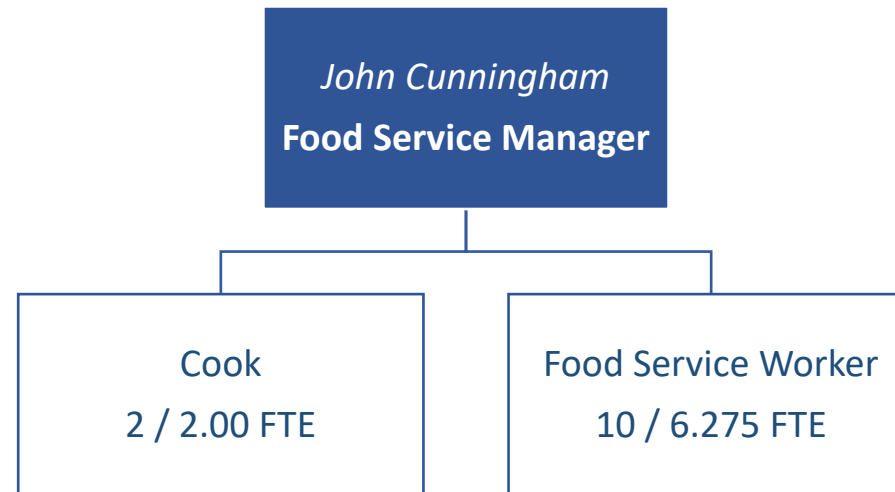 John Cunningham
Food Service Manager
Cook
2 / 2.00 FTE
Food Service Worker
10 / 6.275 FTE